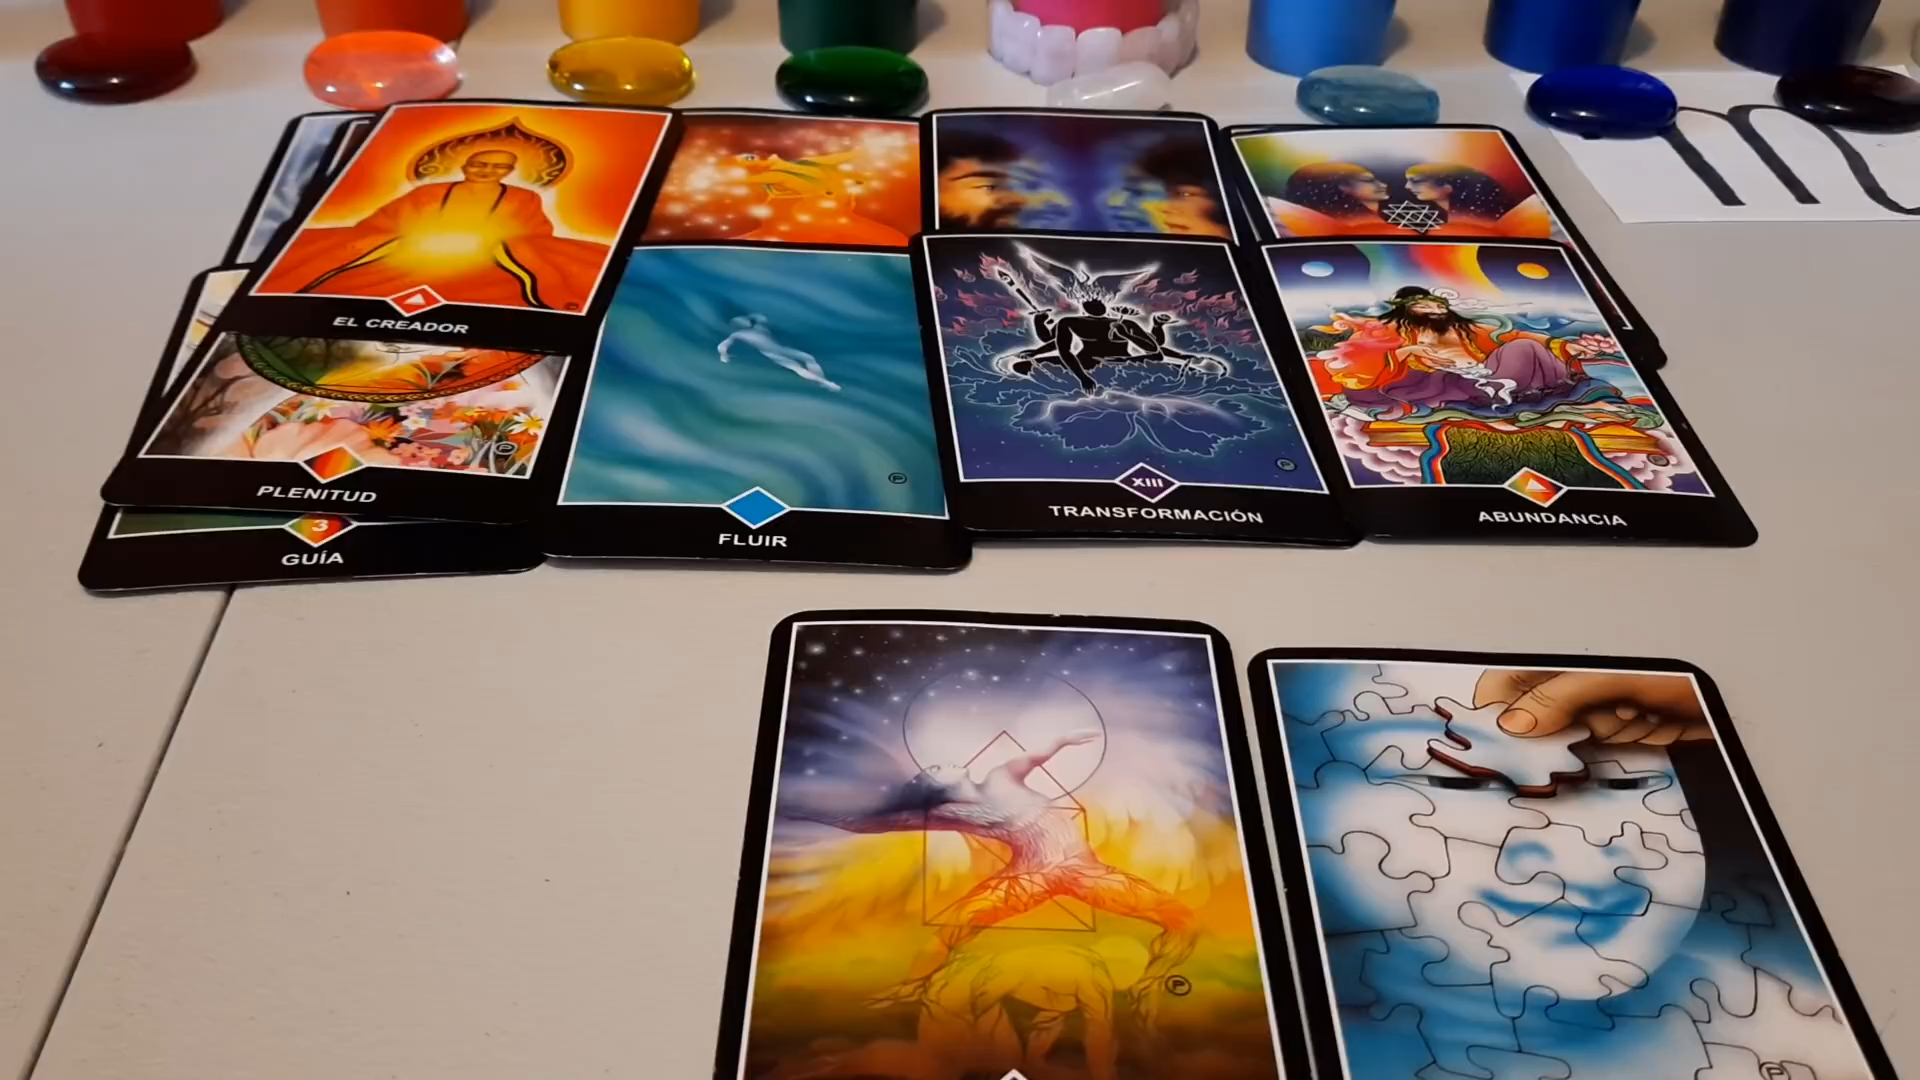 EL CREADOR
PLENITUD
3
GUÍA
FLUIR
XIII
TRANSFORMACIÓN
ABUNDANCIA